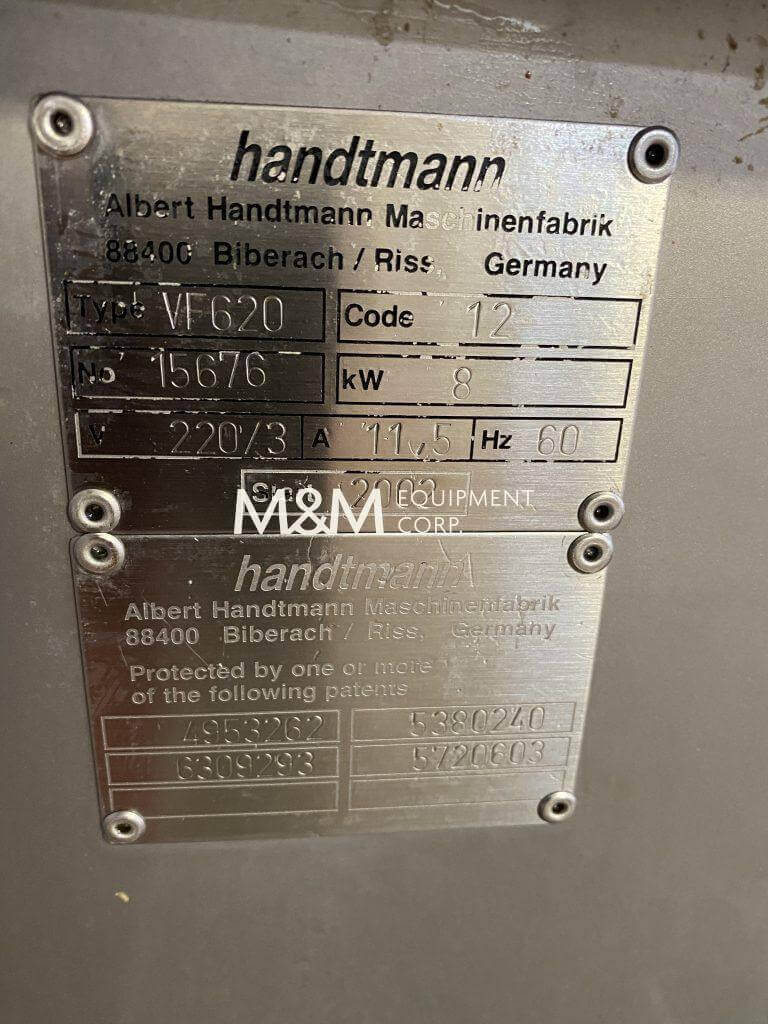 handtmann
Albert Handtmann Maschinenfabrik
88400 Biberach / Riss, Germany
Type VF620 Code 12
No 15676 kW 8
V 220/3 A 11,5 Hz 60
Start
M&M EQUIPMENT CORP.
handtmann
Albert Handtmann Maschinenfabrik
88400 Biberach / Riss, Germany
Protected by one or more
of the following patents
4953262 5380240
6309293 5720603